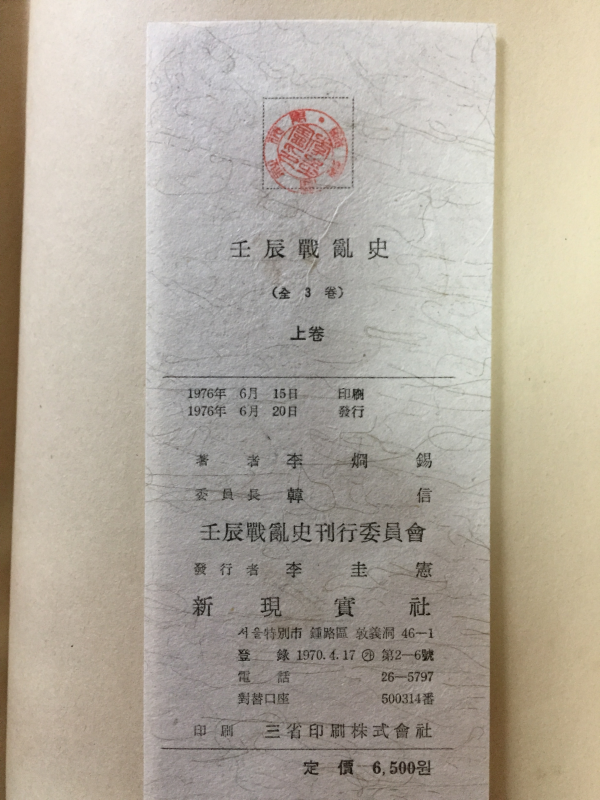 壬辰戰亂史
(全 3 卷)
上卷
1976年 6月 15日 印刷
1976年 6月 20日 發行
著者 李烱錫
委員長 韓信
壬辰戰亂史刊行委員會
發行者 李圭憲
新現實社
서울特別市 鍾路區 敦義洞 46—1
登錄 1970.4.17 ㉮ 第2—6號
電話 26—5797
對替口座 500314番
印刷 三省印刷株式會社
定價 6,500원